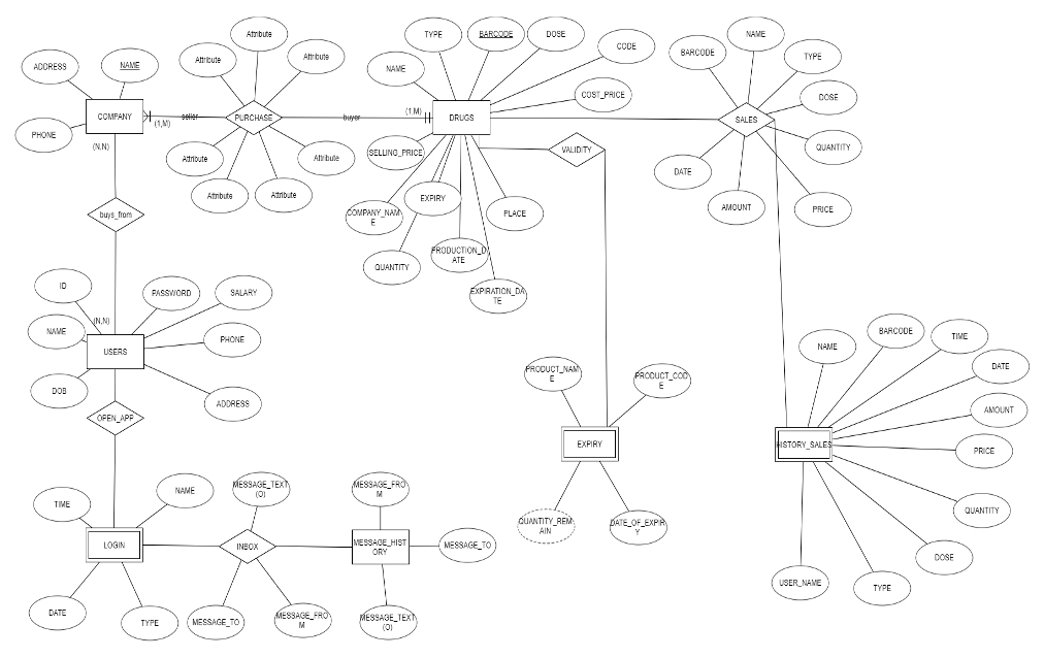 Attribute
TYPE
BARCODE
DOSE
NAME
CODE
Attribute
Attribute
BARCODE
TYPE
ADDRESS
NAME
NAME
COST_PRICE
DOSE
COMPANY
(1,M)
seller
PURCHASE
buyer
(1,M)
DRUGS
SALES
PHONE
(N,N)
Attribute
Attribute
SELLING_PRICE
VALIDITY
QUANTITY
DATE
Attribute
Attribute
EXPIRY
COMPANY_NAM
E
PLACE
AMOUNT
PRICE
buys_from
PRODUCTION_D
ATE
QUANTITY
EXPIRATION_DA
TE
ID
PASSWORD
SALARY
(N,N)
NAME
USERS
PHONE
DOB
ADDRESS
OPEN_APP
NAME
BARCODE
TIME
DATE
PRODUCT_NAM
E
PRODUCT_COD
E
AMOUNT
EXPIRY
HISTORY_SALES
PRICE
QUANTITY
QUANTITY_REM
AIN
DATE_OF_EXPIR
Y
DOSE
USER_NAME
TYPE
TIME
NAME
MESSAGE_TEXT
(O)
MESSAGE_FRO
M
LOGIN
INBOX
MESSAGE_HIST
ORY
MESSAGE_TO
DATE
TYPE
MESSAGE_TO
MESSAGE_FRO
M
MESSAGE_TEXT
(O)